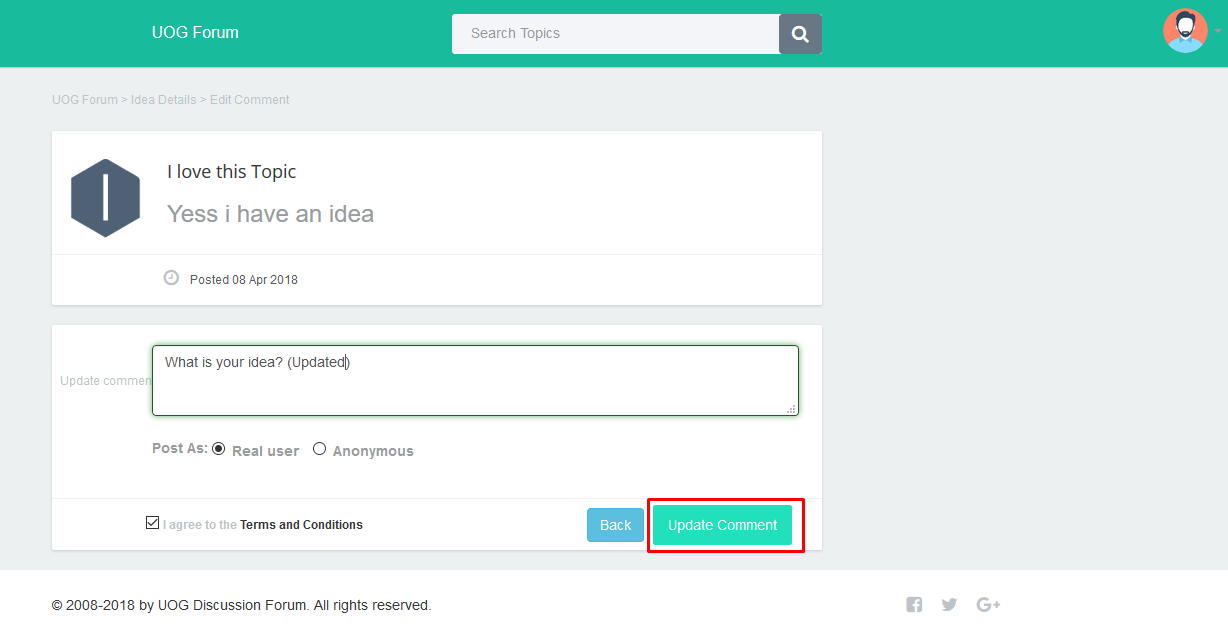 UOG Forum
Search Topics
UOG Forum > Idea Details > Edit Comment
I
I love this Topic
Yess i have an idea
Posted 08 Apr 2018
Update commen
What is your idea? (Updated)
Post As: Real user Anonymous
I agree to the Terms and Conditions
Back
Update Comment
© 2008-2018 by UOG Discussion Forum. All rights reserved.
G+